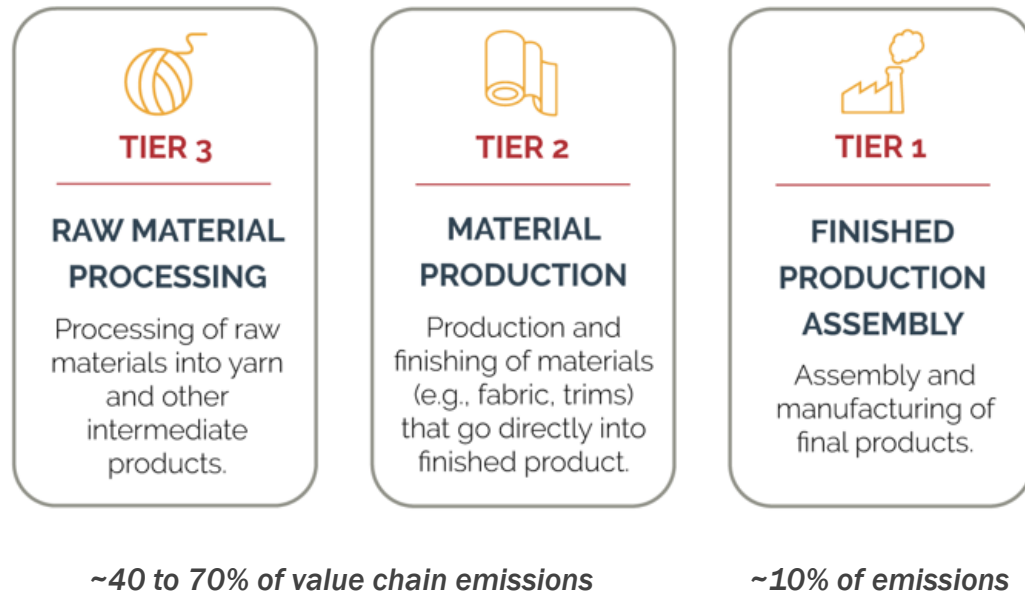 TIER 3
RAW MATERIAL
PROCESSING
Processing of raw
materials into yarn
and other
intermediate
products.
TIER 2
MATERIAL
PRODUCTION
Production and
finishing of materials
(e.g., fabric, trims)
that go directly into
finished product.
TIER 1
FINISHED
PRODUCTION
ASSEMBLY
Assembly and
manufacturing of
final products.
~40 to 70% of value chain emissions
~10% of emissions